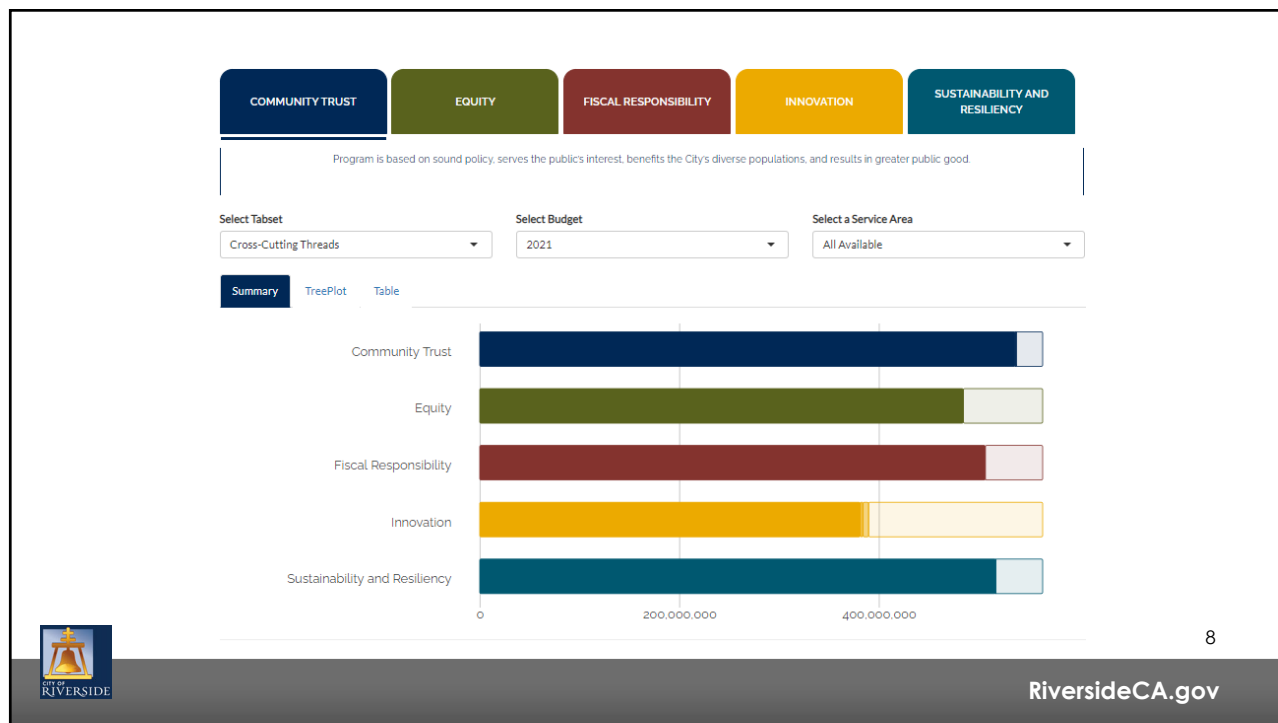 COMMUNITY TRUST
EQUITY
FISCAL RESPONSIBILITY
INNOVATION
SUSTAINABILITY AND
RESILIENCY
Program is based on sound policy, serves the public's interest, benefits the City's diverse populations, and results in greater public good.
Select Tabset
Select Budget
Select a Service Area
Cross-Cutting Threads
2021
All Available
Summary
TreePlot
Table
Community Trust
Equity
Fiscal Responsibility
Innovation
Sustainability and Resiliency
0
200,000,000
400,000,000
8
CITY OF
RIVERSIDE
RiversideCA.gov